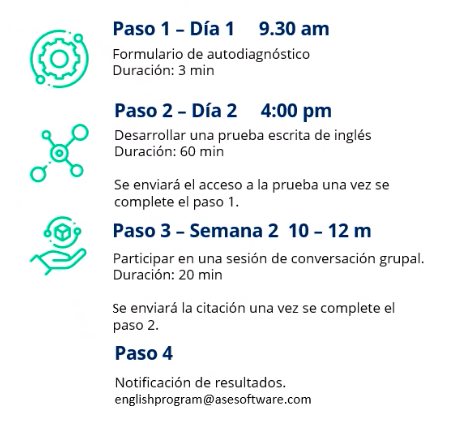 Paso 1 – Día 1 9.30 am
Formulario de autodiagnóstico
Duración: 3 min
Paso 2 – Día 2 4:00 pm
Desarrollar una prueba escrita de inglés
Duración: 60 min
Se enviará el acceso a la prueba una vez se
complete el paso 1.
Paso 3 – Semana 2 10 – 12 m
Participar en una sesión de conversación grupal.
Duración: 20 min
Se enviará la citación una vez se complete el
paso 2.
Paso 4
Notificación de resultados.
englishprogram@asesoftware.com